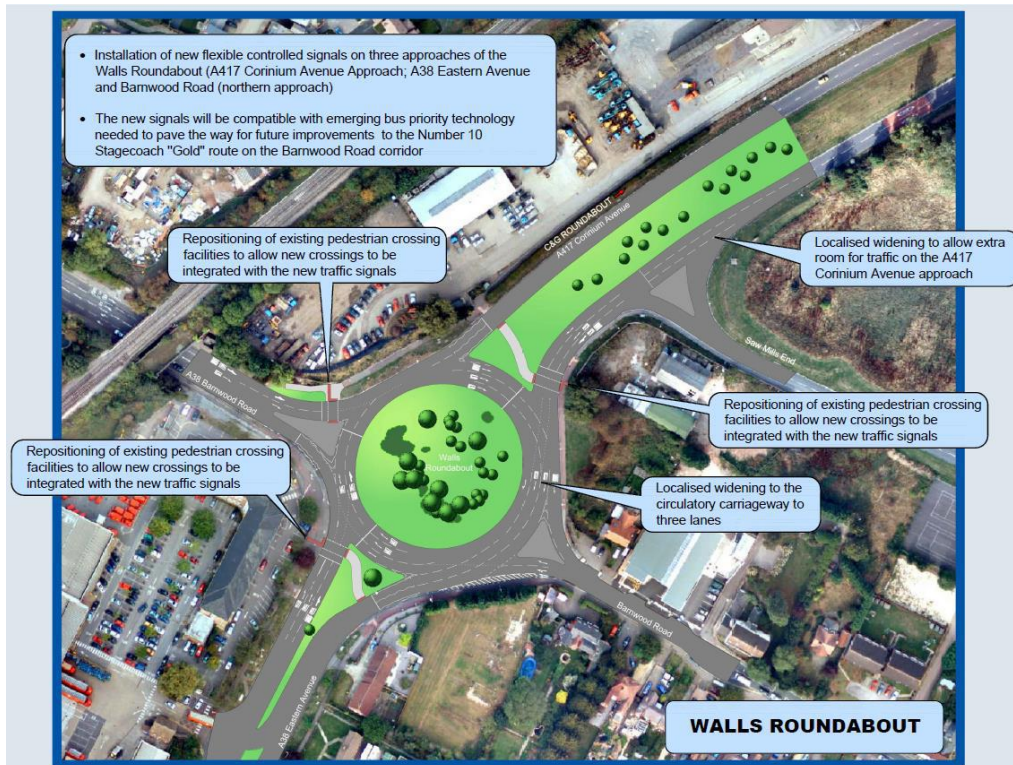 • Installation of new flexible controlled signals on three approaches of the
Walls Roundabout (A417 Corinium Avenue Approach; A38 Eastern Avenue
and Barnwood Road (northern approach)
• The new signals will be compatible with emerging bus priority technology
needed to pave the way for future improvements to the Number 10
Stagecoach "Gold" route on the Barnwood Road corridor
Repositioning of existing pedestrian crossing
facilities to allow new crossings to be
integrated with the new traffic signals
C&G ROUNDABOUT
A417 Corinium Avenue
Localised widening to allow extra
room for traffic on the A417
Corinium Avenue approach
Saw Mills End
A38 Barnwood Road
Repositioning of existing pedestrian crossing
facilities to allow new crossings to be
integrated with the new traffic signals
Repositioning of existing pedestrian crossing
facilities to allow new crossings to be
integrated with the new traffic signals
Walls
Roundabout
Localised widening to the
circulatory carriageway to
three lanes
Barnwood Road
A38 Eastern Avenue
WALLS ROUNDABOUT